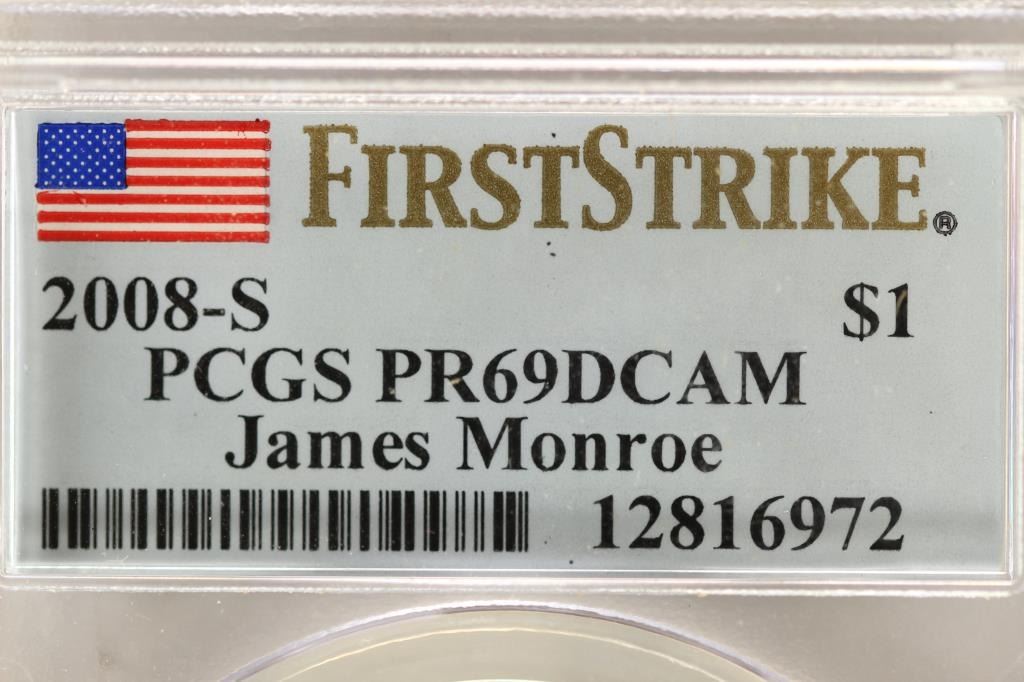 FIRSTSTRIKE®
2008-S $1
PCGS PR69DCAM
James Monroe
12816972